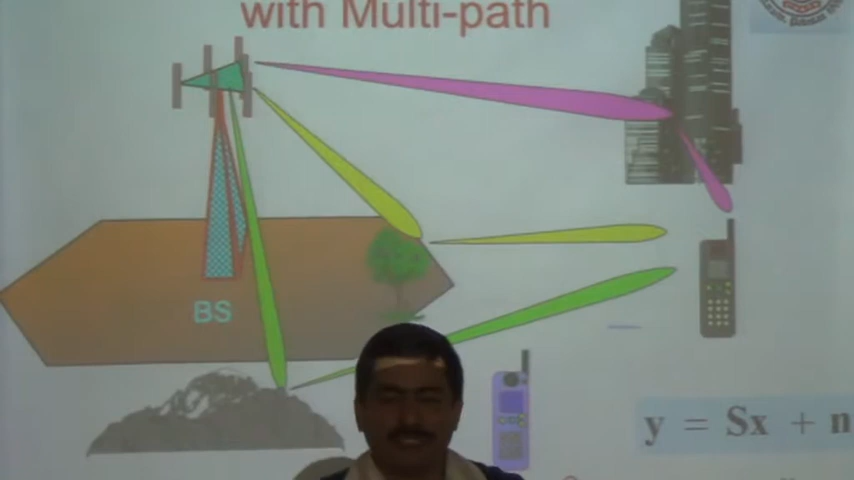 with Multi-path
BS
y = Sx + n